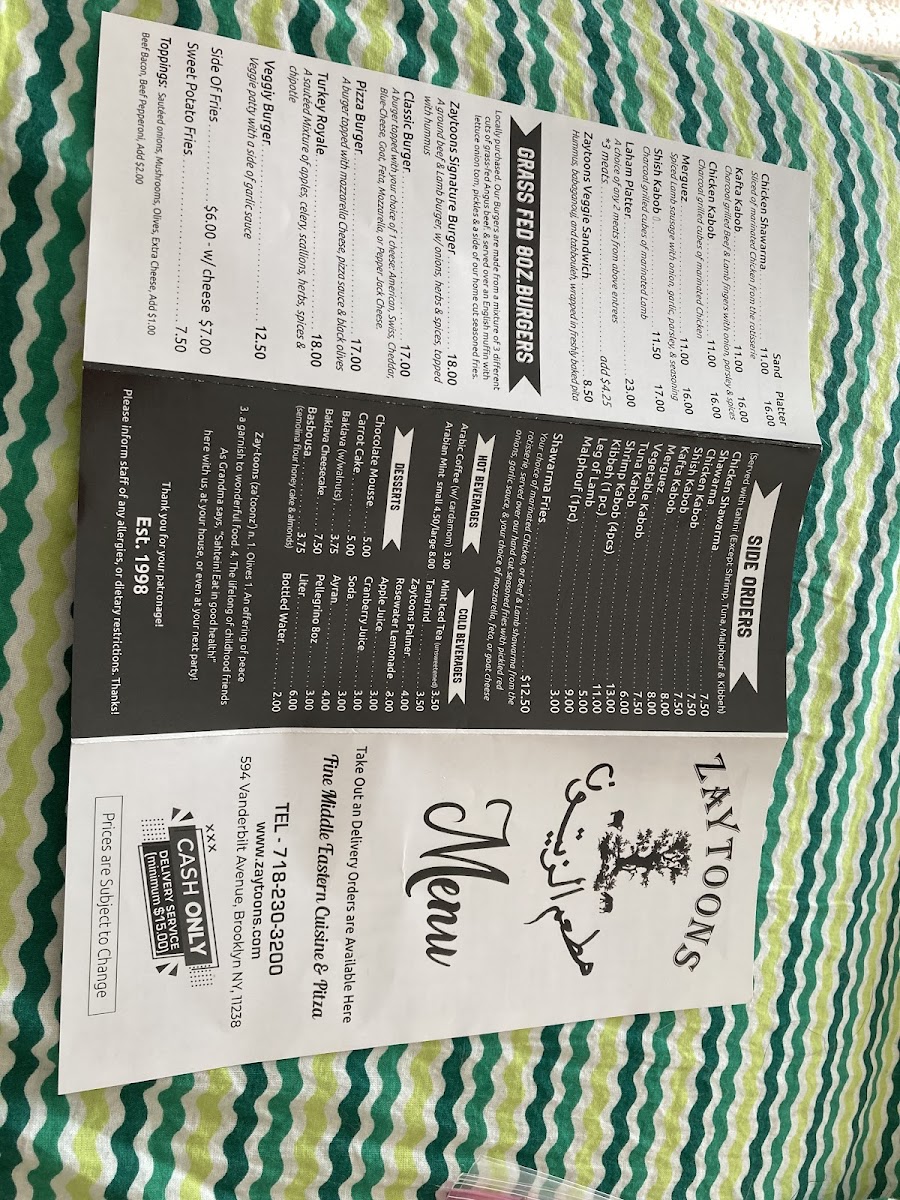 Sand Platter
Chicken Shawarma 11.00 16.00
Sliced of marinated Chicken from the rotisserie
Kafta Kabob 11.00 16.00
Charcoal grilled Beef & Lamb fingers with onion, parsley & spices
Chicken Kabob 11.00 16.00
Charcoal grilled cubes of marinated Chicken
Merguez 11.00 16.00
Spiced Lamb sausage with onion, garlic, parsley, & seasoning
Shish Kabob 11.50 17.00
Charcoal grilled cubes of marinated Lamb
Laham Platter 23.00
A choice of any 2 meats from above entrees
*3 meats add $4.25
Zaytoons Veggie Sandwich 8.50
Hummus, babaganouj, and tabbouleh, wrapped in freshly baked pita
GRASS FED 8OZ.BURGERS
Locally purchased. Our Burgers are made from a mixture of 3 different
cuts of grass-fed Angus beef. & served over an English muffin with
lettuce onion tom, pickles & a side of our home cut seasoned fries.
Zaytoons Signature Burger 18.00
A ground beef & Lamb burger, w/ onions, herbs & spices, topped
with humus
Classic Burger 17.00
A burger topped with your choice of 1 cheese: American, Swiss, Cheddar,
Blue-Cheese, Goat, Feta, Mozzarella, or Pepper Jack Cheese.
Pizza Burger 17.00
A burger topped with mozzarella Cheese, pizza sauce & black olives
Turkey Royale 18.00
A sautéed Mixture of apples, celery, scallions, herbs, spices &
chipotle
Veggiy Burger 12.50
Veggie patty with a side of garlic sauce
Side Of Fries $6.00 - w/ cheese $7.00
Sweet Potato Fries 7.50
Toppings: Sautéed onions, Mushrooms, Olives, Extra Cheese, Add $1.00
Beef Bacon, Beef Pepperoni, Add $2.00
SIDE ORDERS
(Served with tahini (Except Shrimp, Tuna, Malphouf & Kibbeh)
Chicken Shawarma 7.50
Shawarma 7.50
Chicken Kabob 7.50
Shish Kabob 8.00
Kafta Kabob 8.00
Merguez 7.50
Vegetable Kabob 6.00
Tuna Kabob 13.00
Shrimp Kabob (4pcs) 11.00
Kibbeh (1 pc.) 5.00
Leg of Lamb 9.00
Malphouf (1pc) 3.00
Shawarma Fries $12.50
Your choice of marinated Chicken, or Beef & Lamb shawarma from the
rotisserie, served over our hand cut seasoned fries with pickled red
onions, garlic sauce, & your choice of mozzarella, feta, or goat cheese
HOT BEVERAGES
Arabic Coffee (w/ cardamom) 3.00
Arabian Mint small 4.50/large 8.00
DESSERTS
Chocolate Mousse 5.00
Carrot Cake 5.00
Baklava (w/walnuts) 3.75
Baklava Cheesecake 7.50
Basbousa 3.75
(semolina flour honey cake & almonds)
COLD BEVERAGES
Mint Iced Tea (unsweetened) 3.50
Tamarind 3.50
Zaytoons Palmer 4.00
Rosewater Lemonade 3.00
Apple Juice 3.00
Cranberry Juice 3.00
Soda 3.00
Ayran 3.00
Pellegrino 8oz 4.00
Liter 6.00
Bottled Water 2.00
Zay·toons (za'toonz) n. 1. Olives 1. An offering of peace
3. a garnish to wonderful food. 4. The lifelong of childhood friends
As Grandma says, "Sahtein! Eat in good health!"
here with us, at your house, or even at your next party!
Thank you for your patronage!
Est. 1998
Please inform staff of any allergies, or dietary restrictions. Thanks!
ZAYTOONS
مطعم الزيتون
Menu
Take Out an Delivery Orders are Available Here
Fine Middle Eastern Cuisine & Pitza
TEL - 718-230-3200
www.zaytoons.com
594 Vanderbilt Avenue, Brooklyn NY, 11238
XXX
CASH ONLY
DELIVERY SERVICE
(minimum $15.00)
Prices are Subject to Change